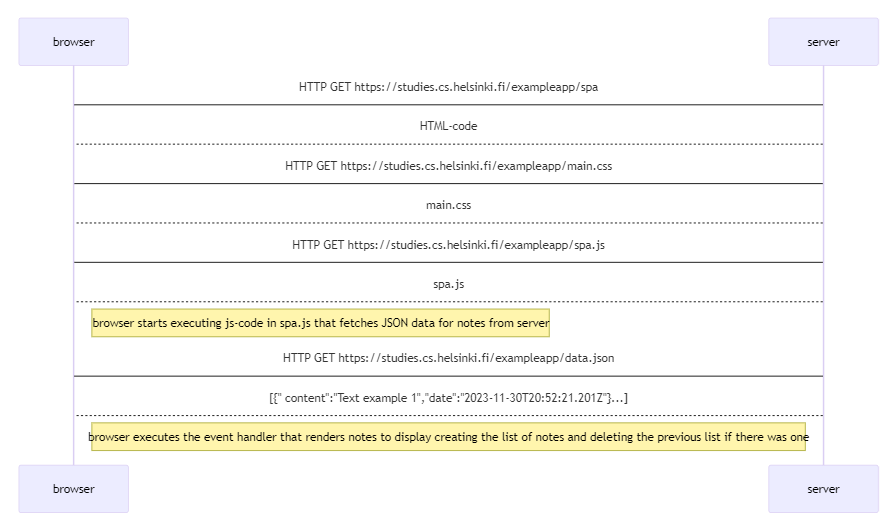 browser
server
HTTP GET https://studies.cs.helsinki.fi/exampleapp/spa
HTML-code
HTTP GET https://studies.cs.helsinki.fi/exampleapp/main.css
main.css
HTTP GET https://studies.cs.helsinki.fi/exampleapp/spa.js
spa.js
browser starts executing js-code in spa.js that fetches JSON data for notes from server
HTTP GET https://studies.cs.helsinki.fi/exampleapp/data.json
[{" content":"Text example 1","date":"2023-11-30T20:52:21.201Z"}...]
browser executes the event handler that renders notes to display creating the list of notes and deleting the previous list if there was one
browser
server